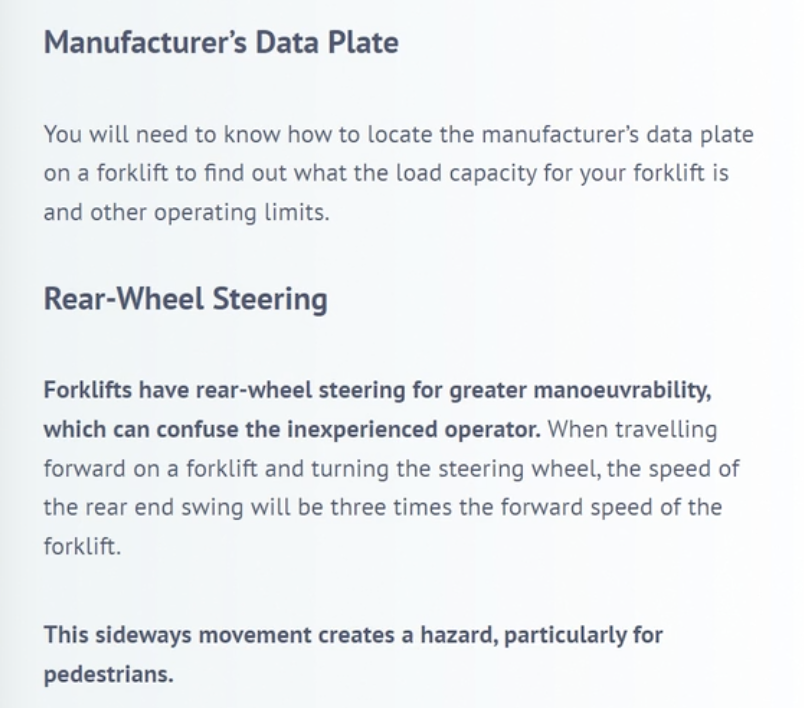 Manufacturer’s Data Plate
You will need to know how to locate the manufacturer’s data plate
on a forklift to find out what the load capacity for your forklift is
and other operating limits.
Rear-Wheel Steering
Forklifts have rear-wheel steering for greater manoeuvrability,
which can confuse the inexperienced operator. When travelling
forward on a forklift and turning the steering wheel, the speed of
the rear end swing will be three times the forward speed of the
forklift.
This sideways movement creates a hazard, particularly for
pedestrians.